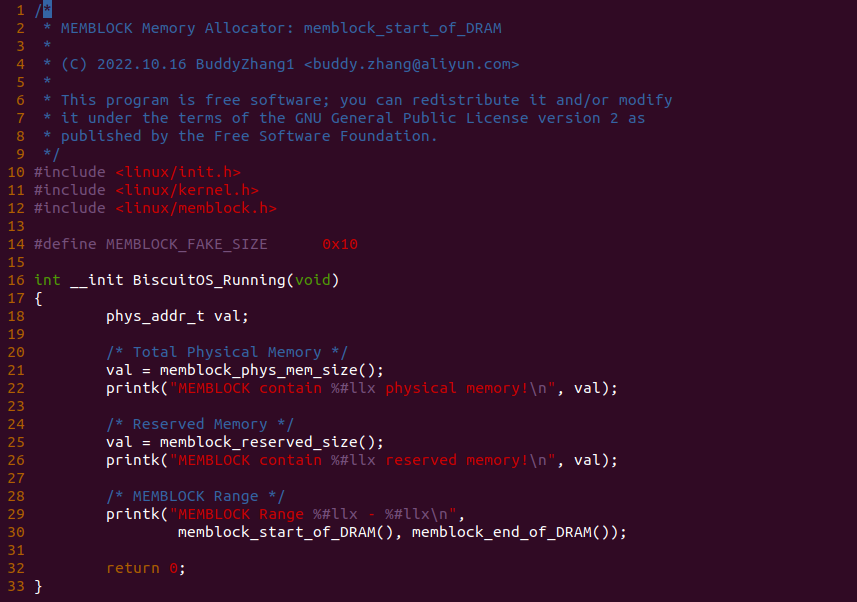 1 /*
2  * MEMBLOCK Memory Allocator: memblock_start_of_DRAM
3  *
4  * (C) 2022.10.16 BuddyZhang1 <buddy.zhang@aliyun.com>
5  *
6  * This program is free software; you can redistribute it and/or modify
7  * it under the terms of the GNU General Public License version 2 as
8  * published by the Free Software Foundation.
9  */
10 #include <linux/init.h>
11 #include <linux/kernel.h>
12 #include <linux/memblock.h>
13
14 #define MEMBLOCK_FAKE_SIZE      0x10
15
16 int __init BiscuitOS_Running(void)
17 {
18         phys_addr_t val;
19
20         /* Total Physical Memory */
21         val = memblock_phys_mem_size();
22         printk("MEMBLOCK contain %#llx physical memory!\n", val);
23
24         /* Reserved Memory */
25         val = memblock_reserved_size();
26         printk("MEMBLOCK contain %#llx reserved memory!\n", val);
27
28         /* MEMBLOCK Range */
29         printk("MEMBLOCK Range %#llx - %#llx\n",
30                 memblock_start_of_DRAM(), memblock_end_of_DRAM());
31
32         return 0;
33 }